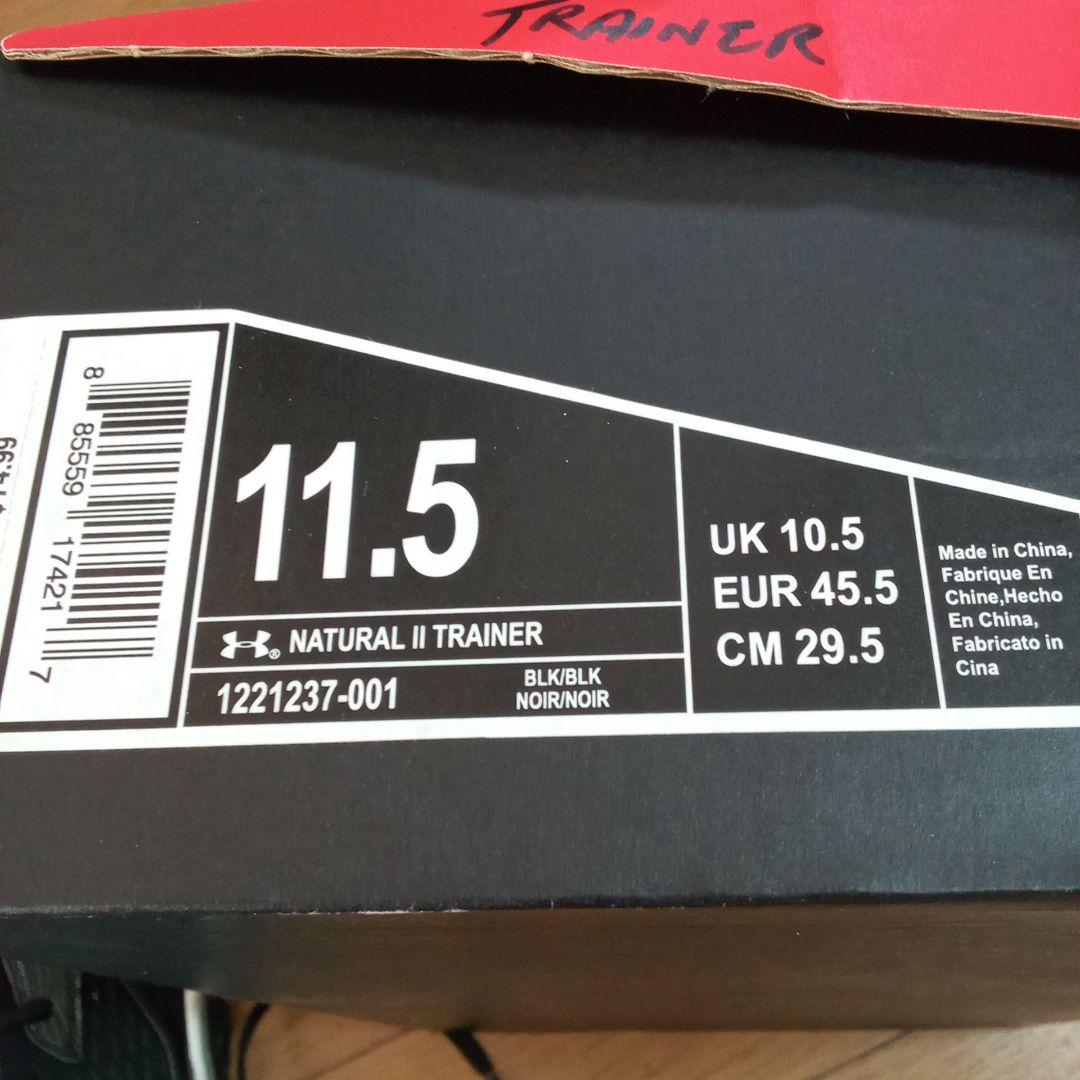 TRAINER
8 85559 17421 7
11.5
NATURAL II TRAINER
1221237-001
BLK/BLK
NOIR/NOIR
UK 10.5
EUR 45.5
CM 29.5
Made in China,
Fabrique En
Chine,Hecho
En China,
Fabricato in
Cina